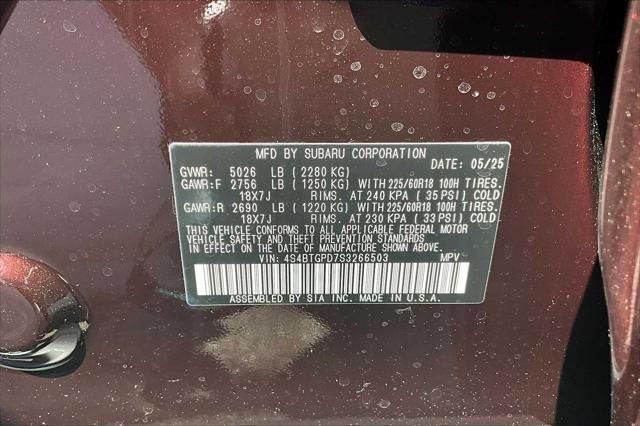 MFD BY SUBARU CORPORATION DATE: 05/25
GVWR: 5026 LB ( 2280 KG)
GAWR:F 2756 LB ( 1250 KG) WITH 225/60R18 100H TIRES.
18X7J RIMS. AT 240 KPA ( 35 PSI) COLD
GAWR:R 2690 LB ( 1220 KG) WITH 225/60R18 100H TIRES.
18X7J RIMS. AT 230 KPA ( 33 PSI) COLD
THIS VEHICLE CONFORMS TO ALL APPLICABLE FEDERAL MOTOR
VEHICLE SAFETY AND THEFT PREVENTION STANDARDS
IN EFFECT ON THE DATE OF MANUFACTURE SHOWN ABOVE.
VIN: 4S4BTGPD7S3266503 MPV
ASSEMBLED BY SIA INC. MADE IN U.S.A.